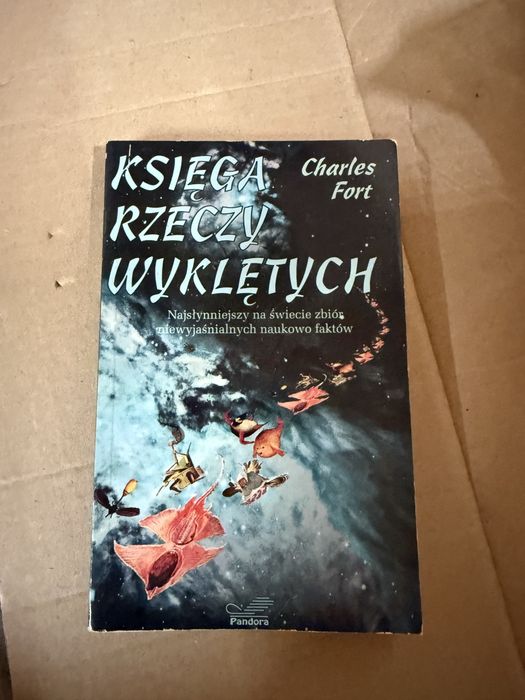 KSIĘGA
RZECZY
WYKLĘTYCH
Charles
Fort
Najsłynniejszy na świecie zbiór
niewyjaśnialnych naukowo faktów
Pandora